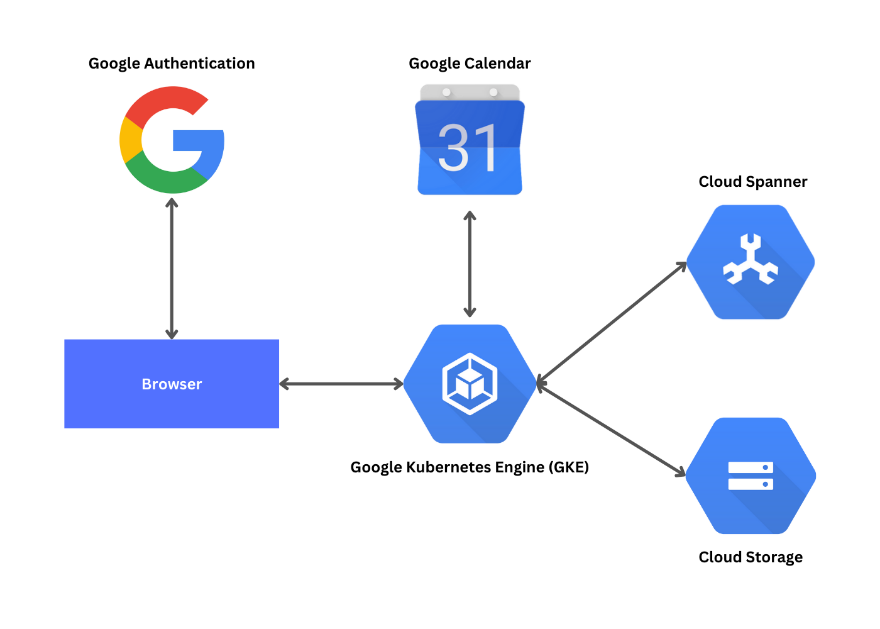 Google Authentication
Google Calendar
31
Cloud Spanner
Browser
Google Kubernetes Engine (GKE)
Cloud Storage